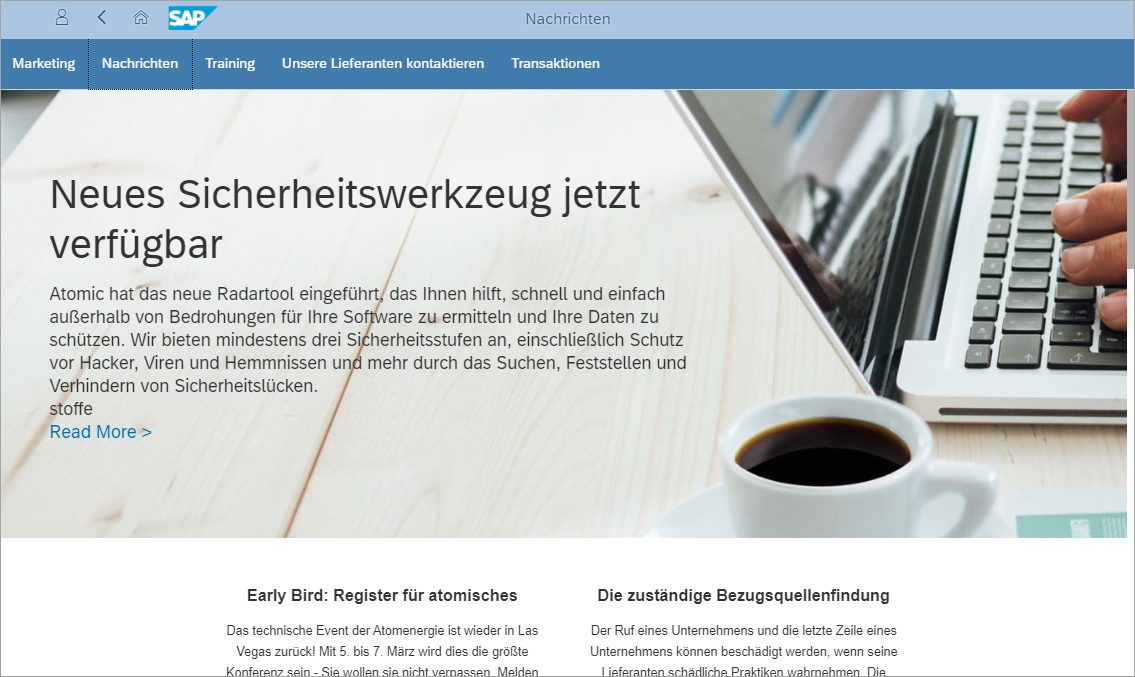 SAP
Nachrichten
Marketing
Nachrichten
Training
Unsere Lieferanten kontaktieren
Transaktionen
Neues Sicherheitswerkzeug jetzt
verfügbar
Atomic hat das neue Radartool eingeführt, das Ihnen hilft, schnell und einfach
außerhalb von Bedrohungen für Ihre Software zu ermitteln und Ihre Daten zu
schützen. Wir bieten mindestens drei Sicherheitsstufen an, einschließlich Schutz
vor Hacker, Viren und Hemmnissen und mehr durch das Suchen, Feststellen und
Verhindern von Sicherheitslücken.
stoffe
Read More >
Early Bird: Register für atomisches
Das technische Event der Atomenergie ist wieder in Las
Vegas zurück! Mit 5. bis 7. März wird dies die größte
Konferenz sein - Sie wollen sie nicht verpassen. Melden
Die zuständige Bezugsquellenfindung
Der Ruf eines Unternehmens und die letzte Zeile eines
Unternehmens können beschädigt werden, wenn seine
Lieferanten schädliche Praktiken wahrnehmen. Die